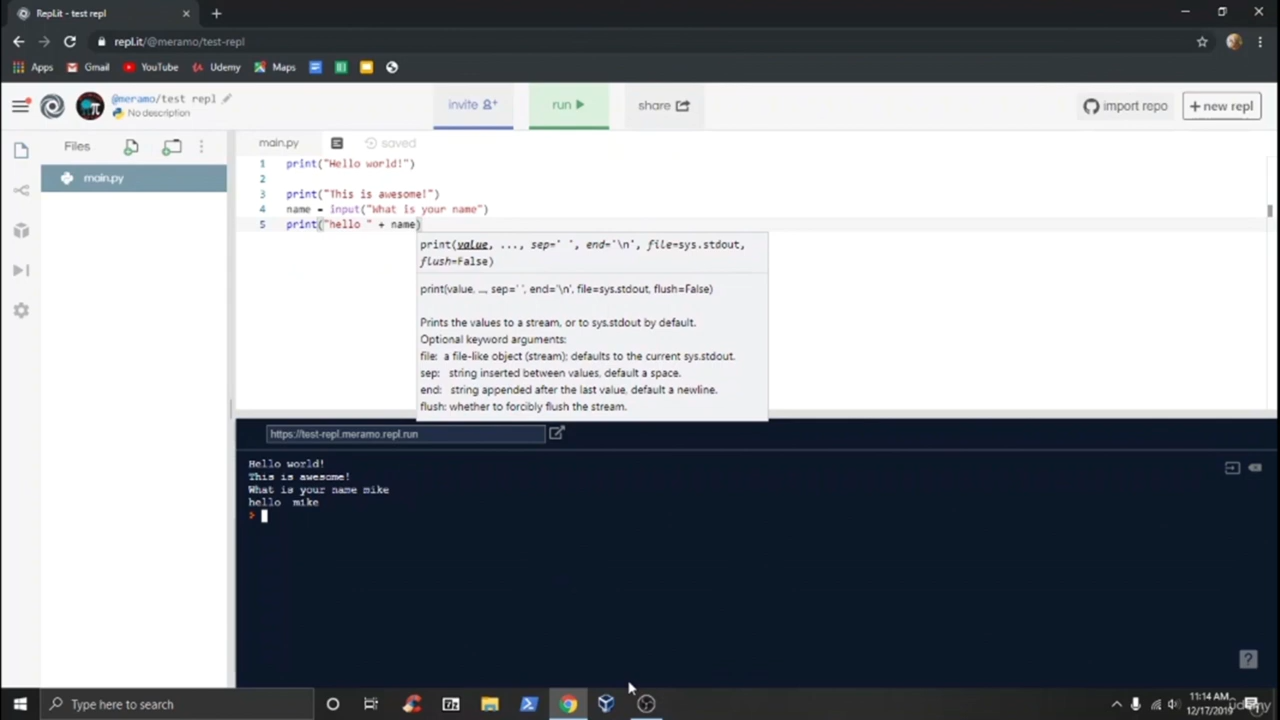 Repl.it - test repl
repl.it/@meramo/test-repl
Apps Gmail YouTube Udemy Maps
@meramo/test repl
No description
invite
run
share
import repo
+ new repl
Files
main.py
main.py
saved
1 print("Hello world!")
2
3 print("This is awesome!")
4 name = input("What is your name")
5 print("hello " + name)
print(value, ..., sep=' ', end='\n', file=sys.stdout,
flush=False)
print(value, ..., sep=' ', end='\n', file=sys.stdout, flush=False)
Prints the values to a stream, or to sys.stdout by default.
Optional keyword arguments:
file: a file-like object (stream); defaults to the current sys.stdout.
sep: string inserted between values, default a space.
end: string appended after the last value, default a newline.
flush: whether to forcibly flush the stream.
https://test-repl.meramo.repl.run
Hello world!
This is awesome!
What is your name mike
hello  mike
>
?
Type here to search
11:14 AM
12/17/2019